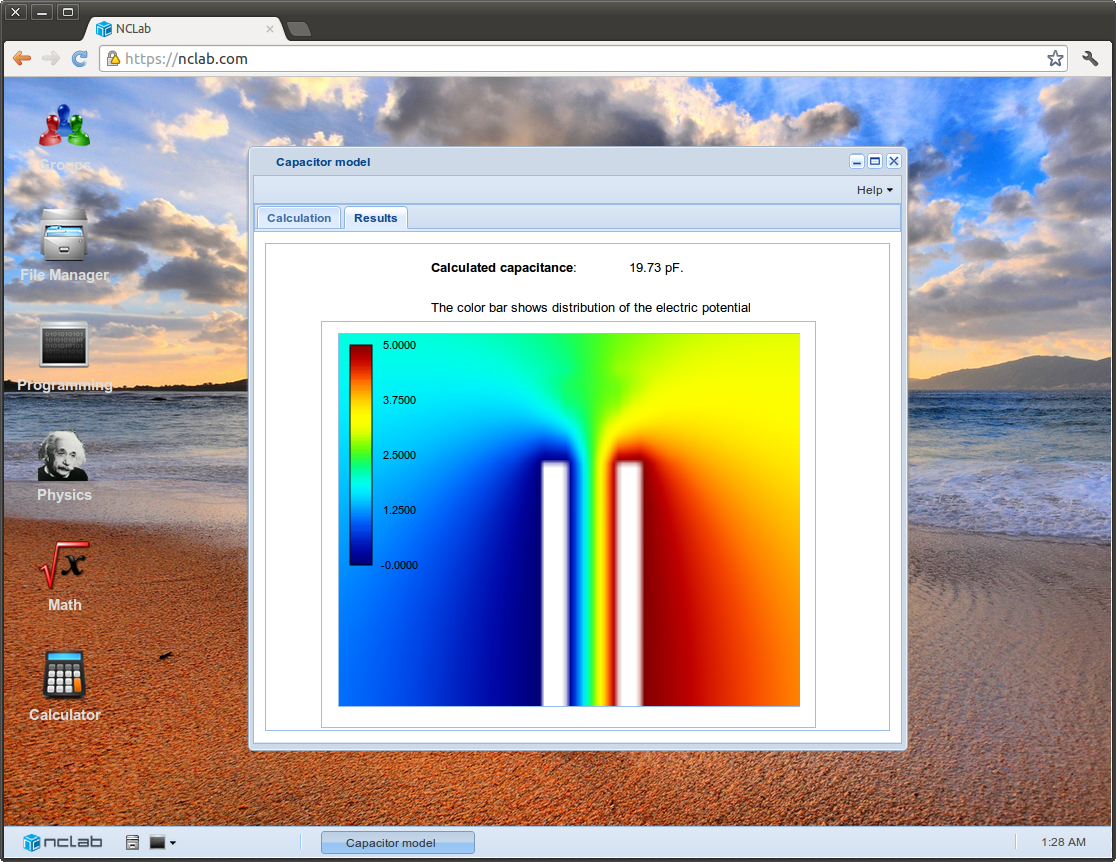 NCLab
https://nclab.com
Groups
File Manager
Programming
Physics
Math
Calculator
Capacitor model
Help
Calculation
Results
Calculated capacitance: 19.73 pF.
The color bar shows distribution of the electric potential
5.0000
3.7500
2.5000
1.2500
-0.0000
nclab
Capacitor model
1:28 AM